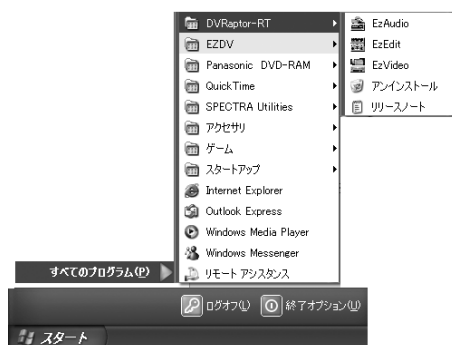 DVRaptor-RT
EZDV
Panasonic DVD-RAM
QuickTime
SPECTRA Utilities
アクセサリ
ゲーム
スタートアップ
Internet Explorer
Outlook Express
Windows Media Player
Windows Messenger
リモート アシスタンス
EzAudio
EzEdit
EzVideo
アンインストール
リリースノート
すべてのプログラム(P)
ログオフ(L)
終了オプション(U)
スタート